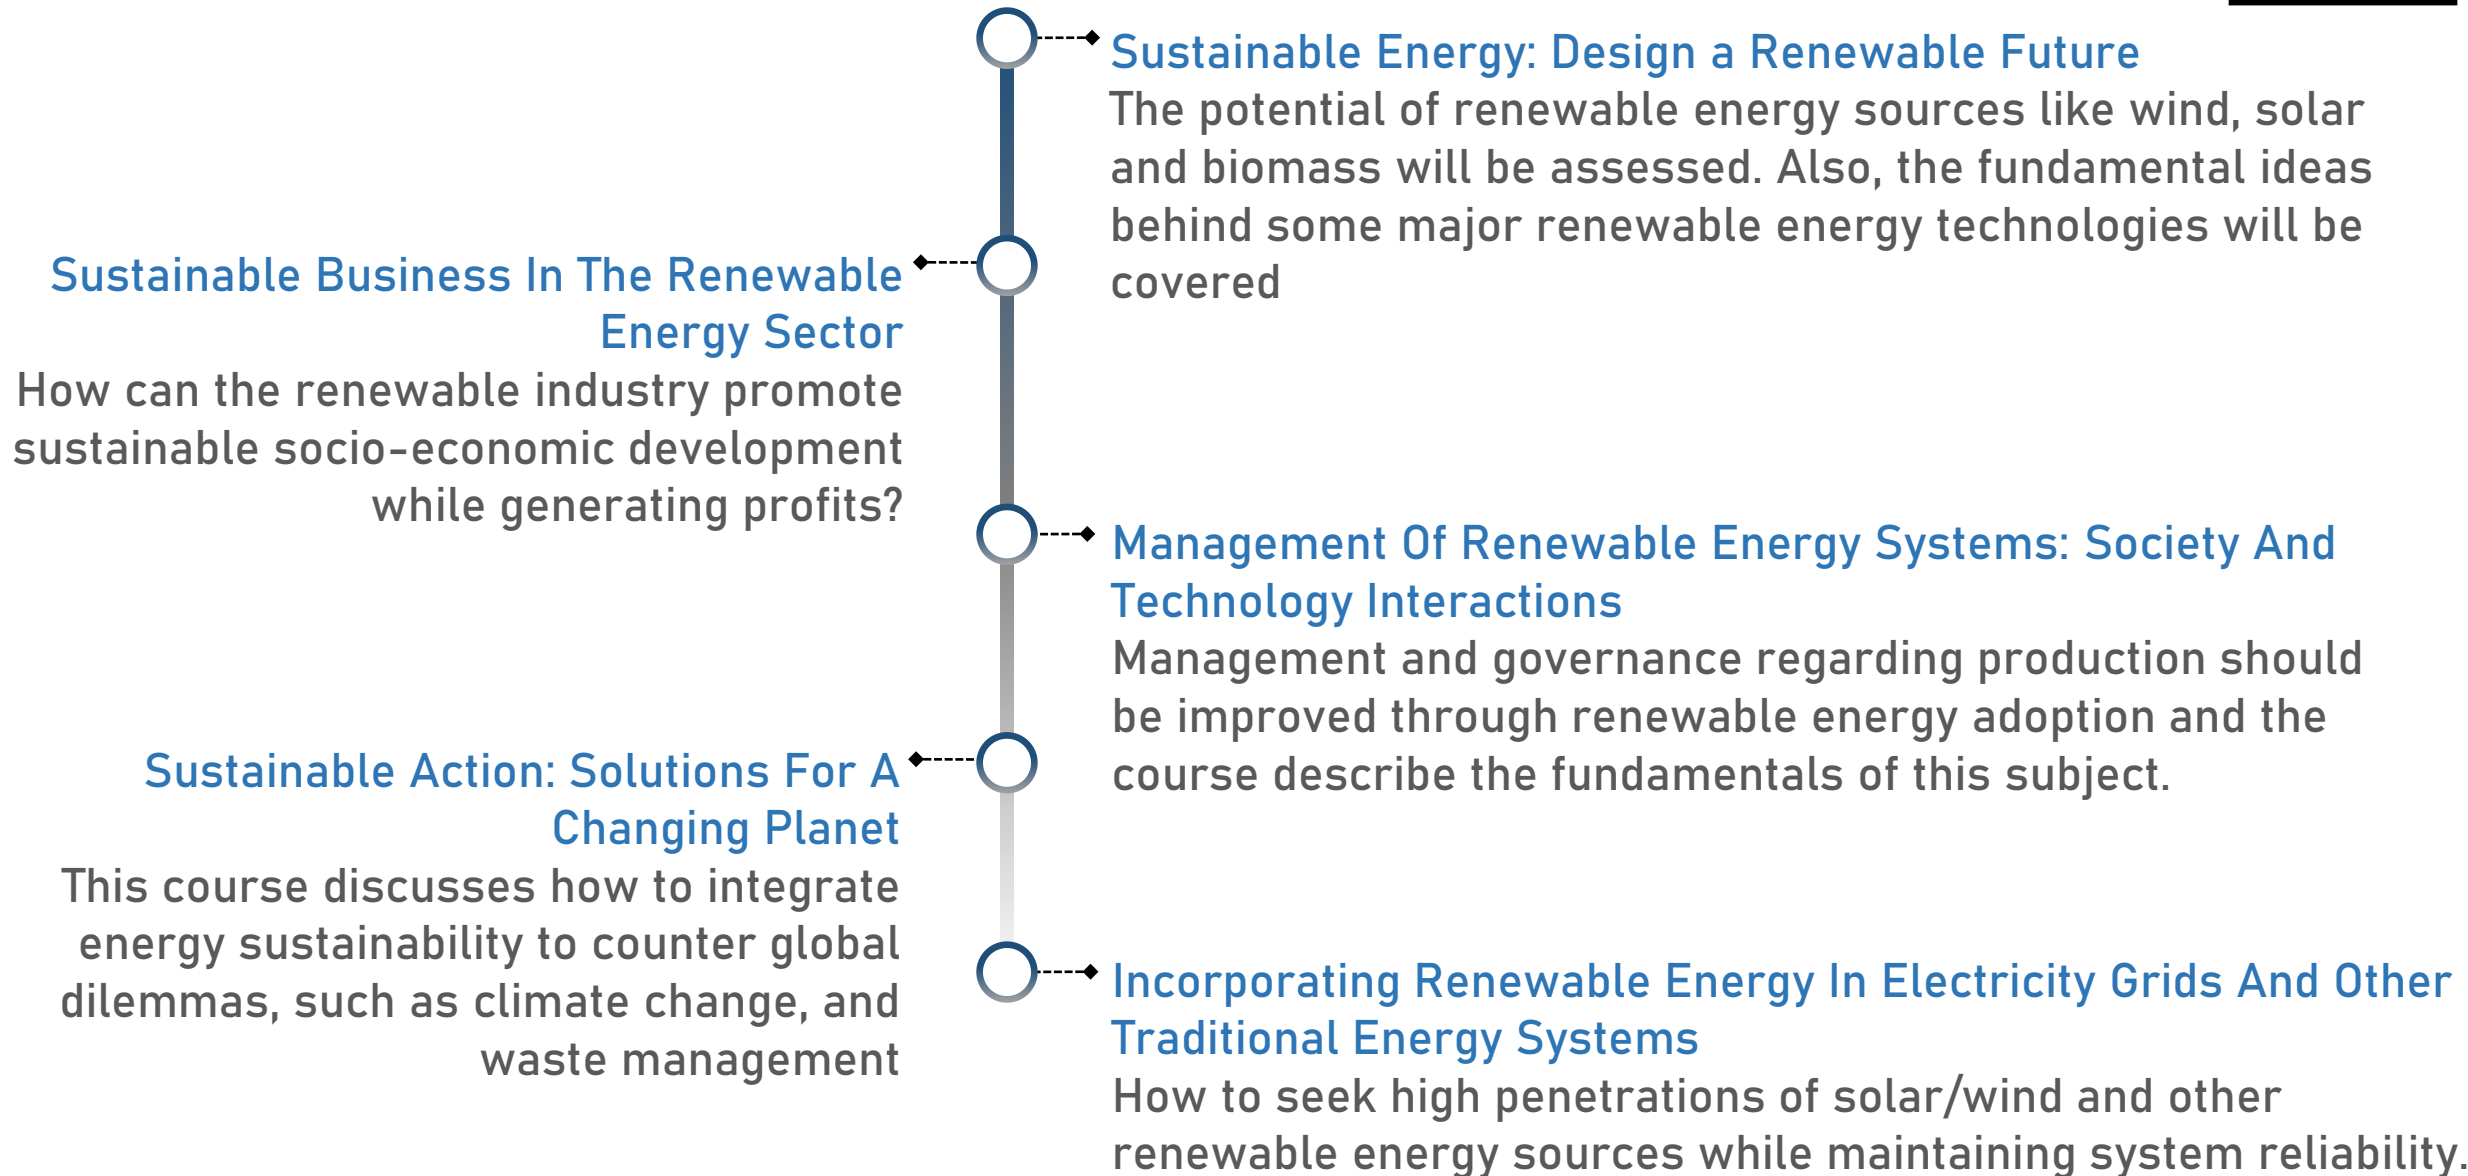 Sustainable Energy: Design a Renewable Future
The potential of renewable energy sources like wind, solar
and biomass will be assessed. Also, the fundamental ideas
behind some major renewable energy technologies will be
covered
Sustainable Business In The Renewable
Energy Sector
How can the renewable industry promote
sustainable socio-economic development
while generating profits?
Management Of Renewable Energy Systems: Society And
Technology Interactions
Management and governance regarding production should
be improved through renewable energy adoption and the
course describe the fundamentals of this subject.
Sustainable Action: Solutions For A
Changing Planet
This course discusses how to integrate
energy sustainability to counter global
dilemmas, such as climate change, and
waste management
Incorporating Renewable Energy In Electricity Grids And Other
Traditional Energy Systems
How to seek high penetrations of solar/wind and other
renewable energy sources while maintaining system reliability.